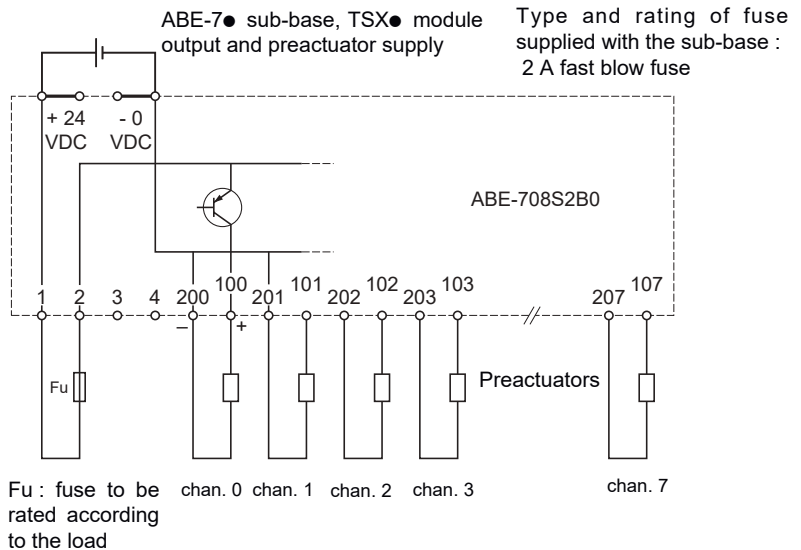 ABE-7● sub-base, TSX● module
output and preactuator supply
Type and rating of fuse
supplied with the sub-base :
2 A fast blow fuse
+ 24
VDC
- 0
VDC
ABE-708S2B0
1 2 3 4 200 100 201 101 202 102 203 103 207 107
– +
Fu
Preactuators
Fu : fuse to be
rated according
to the load
chan. 0 chan. 1 chan. 2 chan. 3 chan. 7